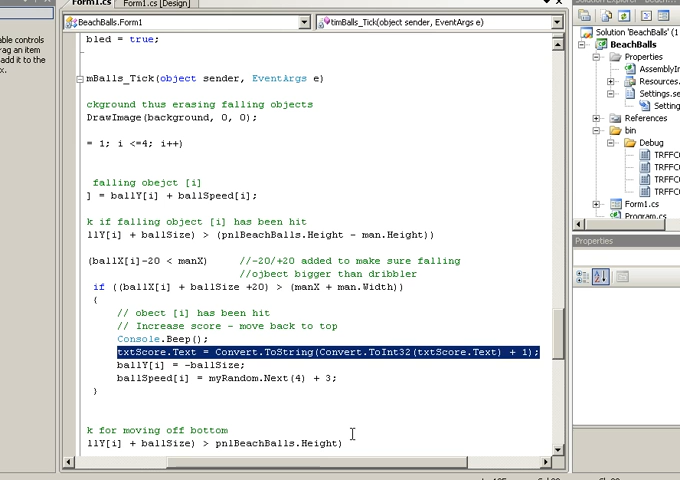 Form1.cs
Form1.cs [Design]
able controls
rag an item
add it to the
x.
BeachBalls.Form1
timBalls_Tick(object sender, EventArgs e)
bled = true;
mBalls_Tick(object sender, EventArgs e)
ckground thus erasing falling objects
DrawImage(background, 0, 0);
= 1; i <=4; i++)
falling obejct [i]
] = ballY[i] + ballSpeed[i];
k if falling object [i] has been hit
llY[i] + ballSize) > (pnlBeachBalls.Height - man.Height))
(ballX[i]-20 < manX) //-20/+20 added to make sure falling
//ojbect bigger than dribbler
if ((ballX[i] + ballSize +20) > (manX + man.Width))
{
// obect [i] has been hit
// Increase score - move back to top
Console.Beep();
txtScore.Text = Convert.ToString(Convert.ToInt32(txtScore.Text) + 1);
ballY[i] = -ballSize;
ballSpeed[i] = myRandom.Next(4) + 3;
}
k for moving off bottom
llY[i] + ballSize) > pnlBeachBalls.Height)
Solution 'BeachBalls' (1
BeachBalls
Properties
AssemblyIn
Resources.
Settings.se
Setting
References
bin
Debug
TRFFC
TRFFC
TRFFC
TRFFC
Form1.cs
Program.cs
Properties